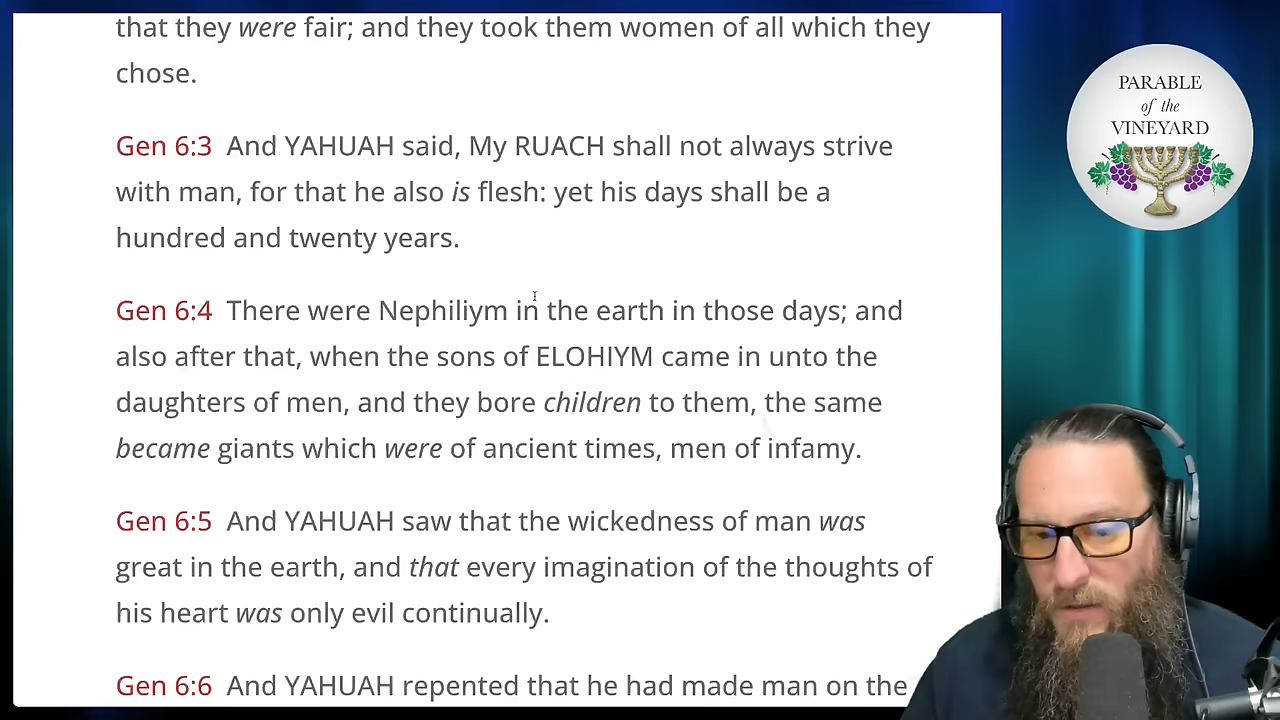 that they were fair; and they took them women of all which they
chose.
Gen 6:3 And YAHUAH said, My RUACH shall not always strive
with man, for that he also is flesh: yet his days shall be a
hundred and twenty years.
Gen 6:4 There were Nephiliym in the earth in those days; and
also after that, when the sons of ELOHIYM came in unto the
daughters of men, and they bore children to them, the same
became giants which were of ancient times, men of infamy.
Gen 6:5 And YAHUAH saw that the wickedness of man was
great in the earth, and that every imagination of the thoughts of
his heart was only evil continually.
Gen 6:6 And YAHUAH repented that he had made man on the
PARABLE
of the
VINEYARD